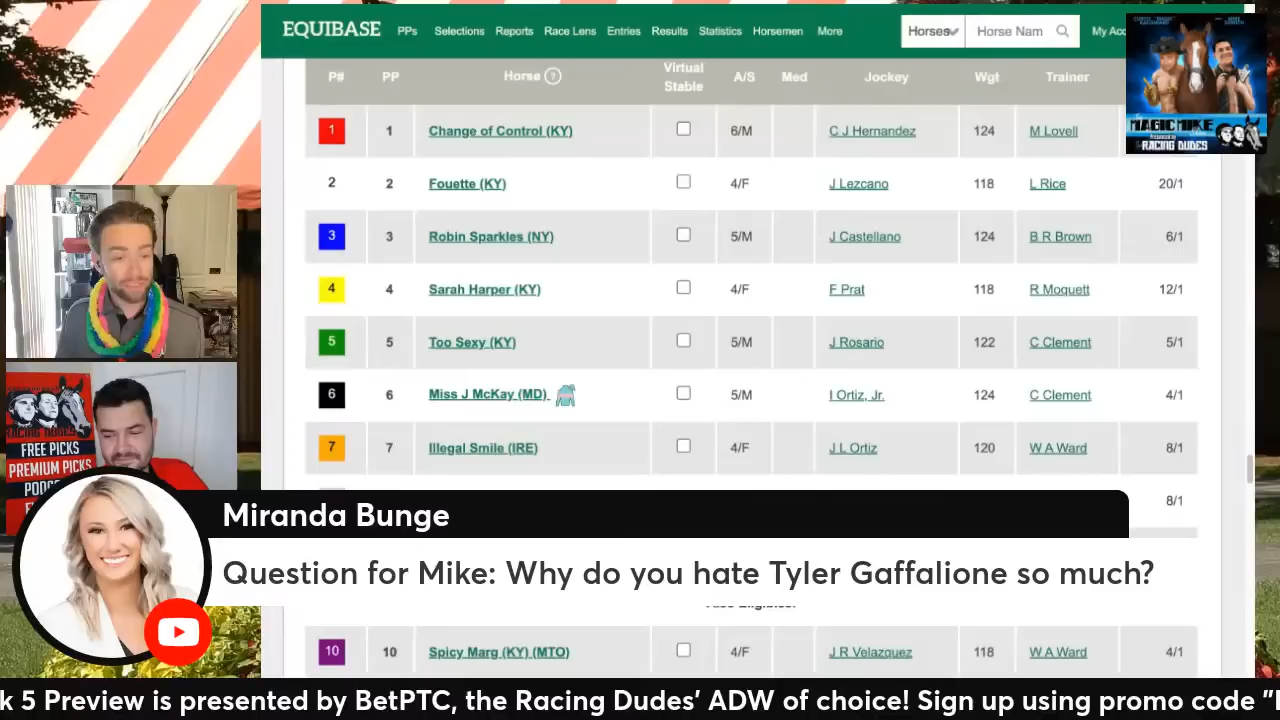 EQUIBASE PPs Selections Reports Race Lens Entries Results Statistics Horsemen More Horses Horse Nam My Acc
P# PP Horse ? Virtual Stable A/S Med Jockey Wgt Trainer
1 1 Change of Control (KY) 6/M C J Hernandez 124 M Lovell
2 2 Fouette (KY) 4/F J Lezcano 118 L Rice 20/1
3 3 Robin Sparkles (NY) 5/M J Castellano 124 B R Brown 6/1
4 4 Sarah Harper (KY) 4/F F Prat 118 R Moquett 12/1
5 5 Too Sexy (KY) 5/M J Rosario 122 C Clement 5/1
6 6 Miss J McKay (MD) 5/M I Ortiz, Jr. 124 C Clement 4/1
7 7 Illegal Smile (IRE) 4/F J L Ortiz 120 W A Ward 8/1
8/1
10 10 Spicy Marg (KY) (MTO) 4/F J R Velazquez 118 W A Ward 4/1
MAGIC MIKE
RACING DUDES
RACING DUDES
FREE PICKS
PREMIUM PICKS
Miranda Bunge
Question for Mike: Why do you hate Tyler Gaffalione so much?
k 5 Preview is presented by BetPTC, the Racing Dudes' ADW of choice! Sign up using promo code "